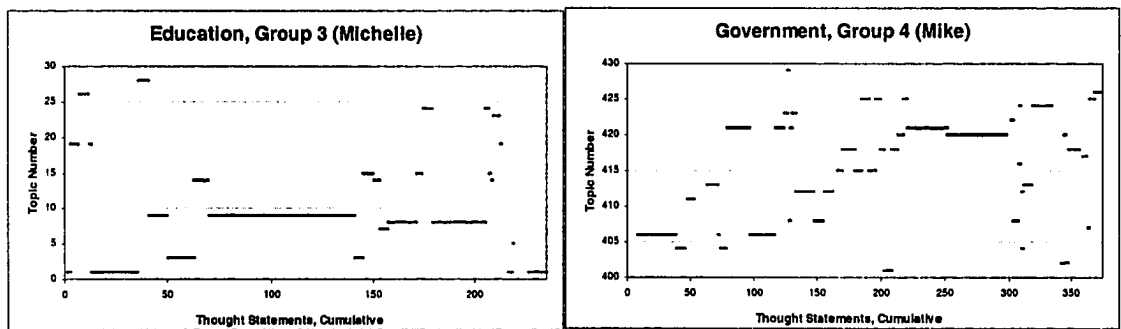 Education, Group 3 (Michelle)
30
25
20
15
10
5
0
Topic Number
0 50 100 150 200
Thought Statements, Cumulative
Government, Group 4 (Mike)
430
425
420
415
410
405
400
Topic Number
0 50 100 150 200 250 300 350
Thought Statements, Cumulative